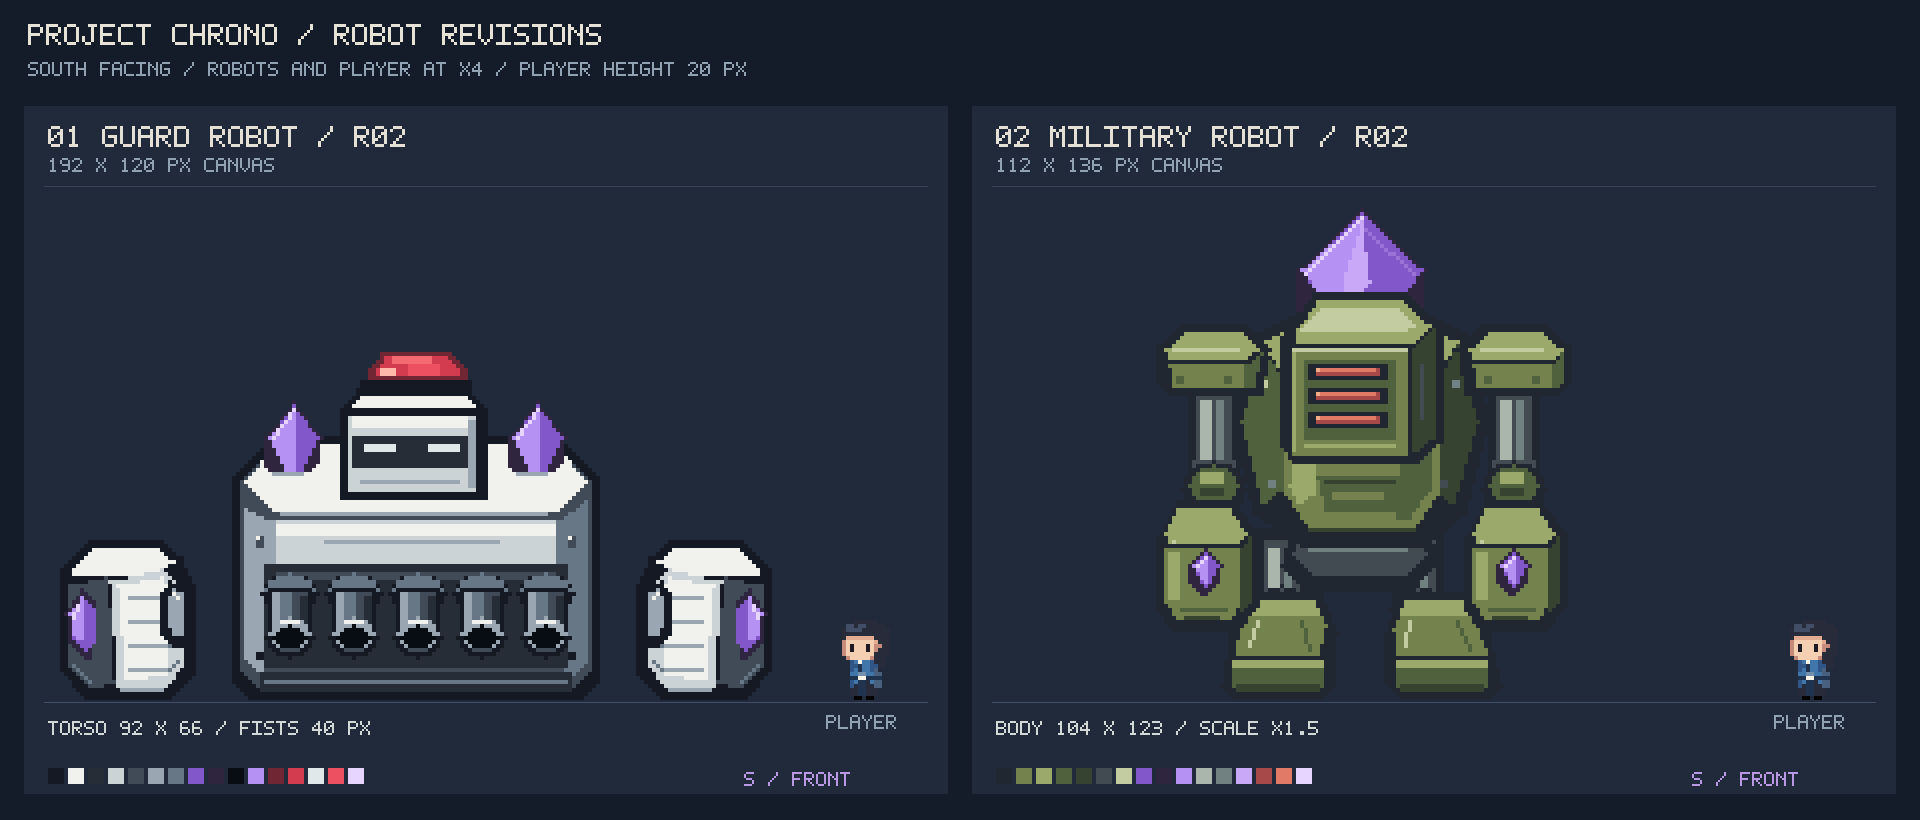 PROJECT CHRONO / ROBOT REVISIONS
SOUTH FACING / ROBOTS AND PLAYER AT X4 / PLAYER HEIGHT 20 PX
01 GUARD ROBOT / R02
192 X 120 PX CANVAS
PLAYER
TORSO 92 X 66 / FISTS 40 PX
S / FRONT
02 MILITARY ROBOT / R02
112 X 136 PX CANVAS
PLAYER
BODY 104 X 123 / SCALE X1.5
S / FRONT